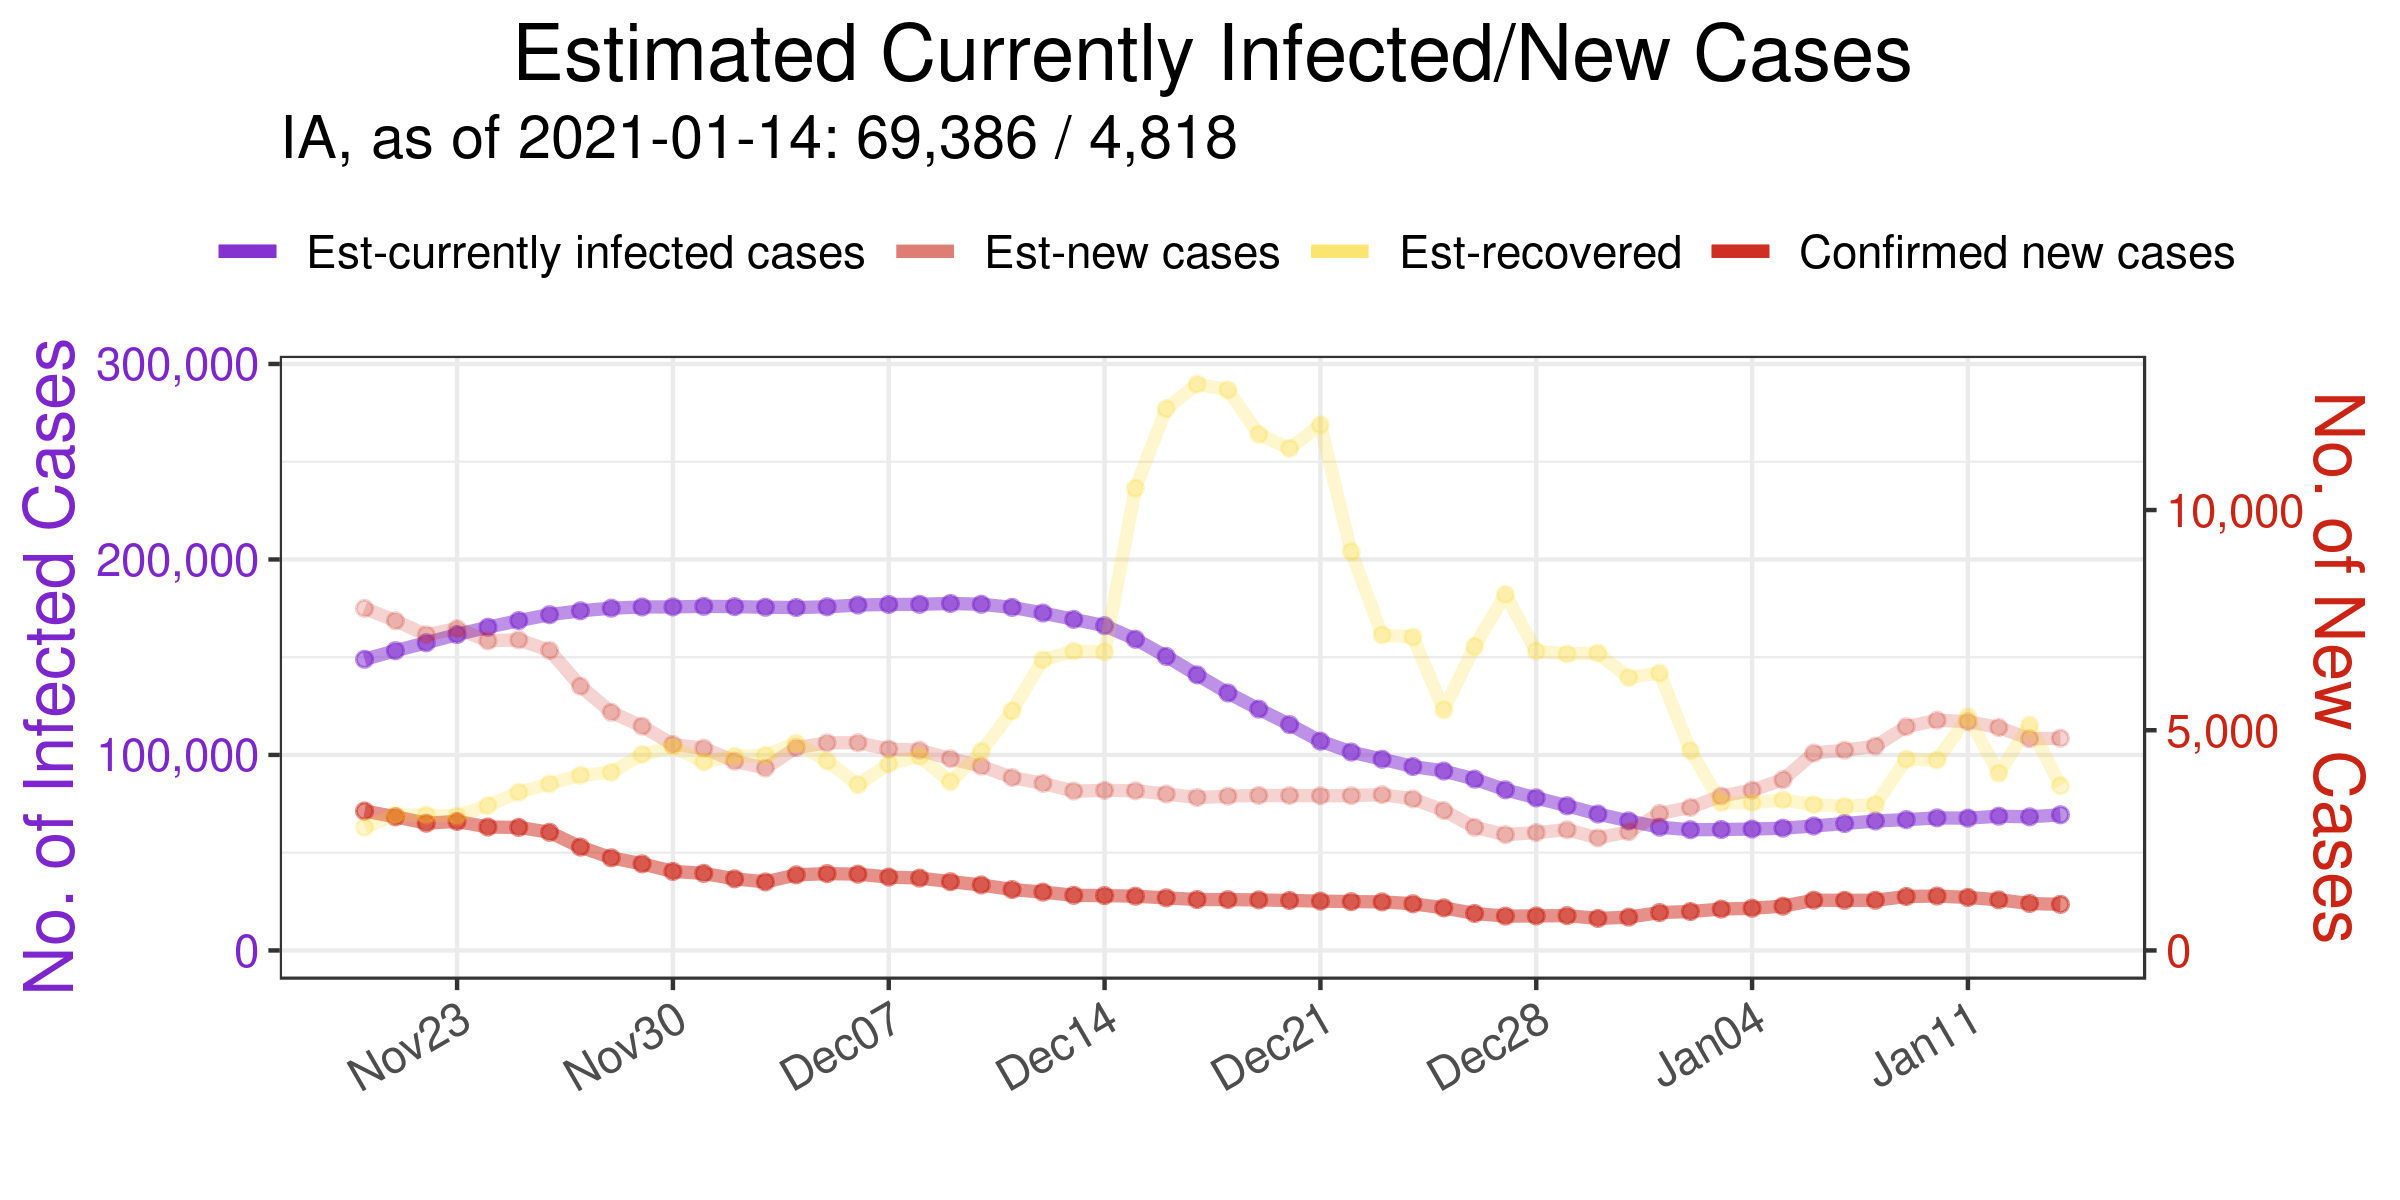 Estimated Currently Infected/New Cases
IA, as of 2021-01-14: 69,386 / 4,818
Est-currently infected cases Est-new cases Est-recovered Confirmed new cases
No. of Infected Cases
300,000
200,000
100,000
0
10,000
5,000
0
No. of New Cases
Nov23 Nov30 Dec07 Dec14 Dec21 Dec28 Jan04 Jan11